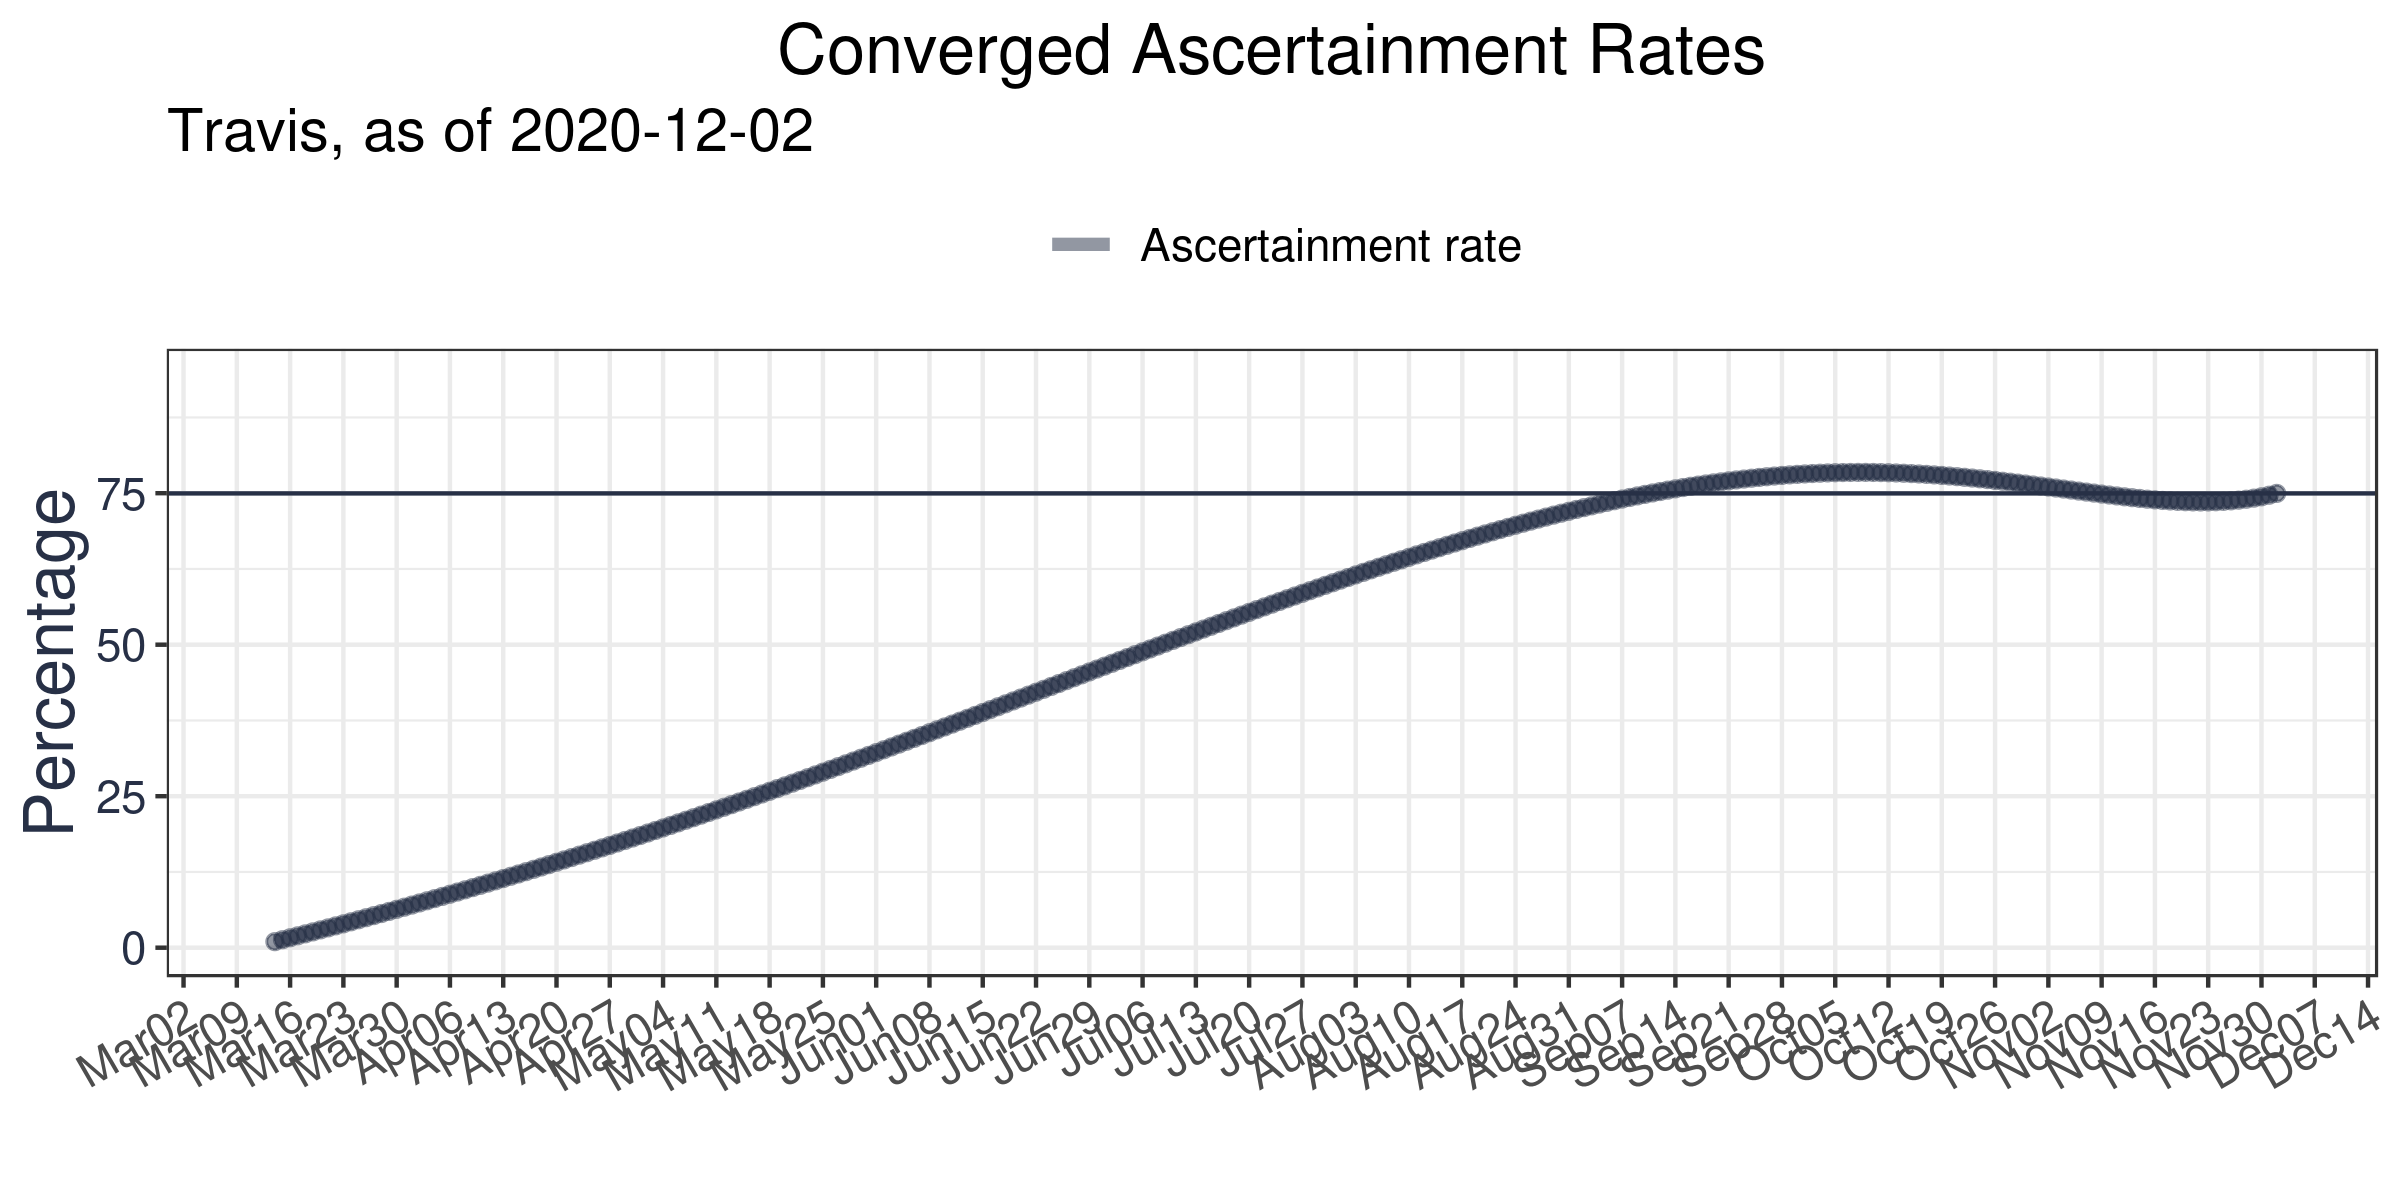 Converged Ascertainment Rates
Travis, as of 2020-12-02
Ascertainment rate
Percentage
75
50
25
0
Mar02
Mar09
Mar16
Mar23
Mar30
Apr06
Apr13
Apr20
Apr27
May04
May11
May18
May25
Jun01
Jun08
Jun15
Jun22
Jun29
Jul06
Jul13
Jul20
Jul27
Aug03
Aug10
Aug17
Aug24
Aug31
Sep07
Sep14
Sep21
Sep28
Oct05
Oct12
Oct19
Oct26
Nov02
Nov09
Nov16
Nov23
Nov30
Dec07
Dec14